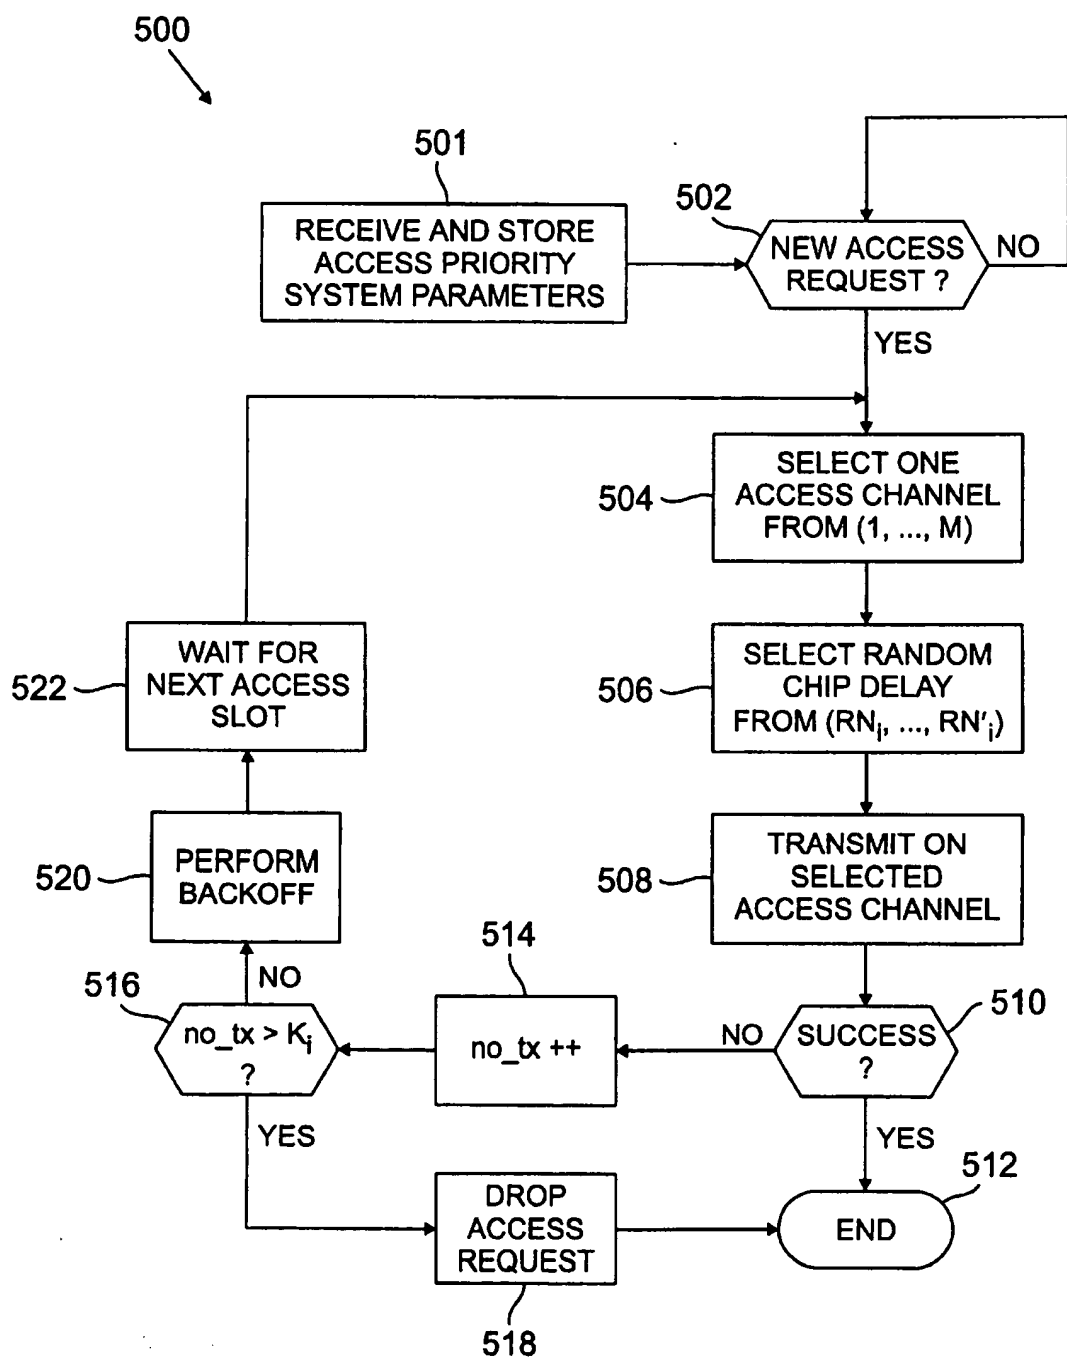 500
501
RECEIVE AND STORE
ACCESS PRIORITY
SYSTEM PARAMETERS
502
NEW ACCESS
REQUEST ?
NO
YES
504
SELECT ONE
ACCESS CHANNEL
FROM (1, ..., M)
522
WAIT FOR
NEXT ACCESS
SLOT
506
SELECT RANDOM
CHIP DELAY
FROM (RNi, ..., RN'i)
520
PERFORM
BACKOFF
508
TRANSMIT ON
SELECTED
ACCESS CHANNEL
516
NO
no_tx > Ki
?
514
no_tx ++
NO
510
SUCCESS
?
YES
YES
518
DROP
ACCESS
REQUEST
512
END